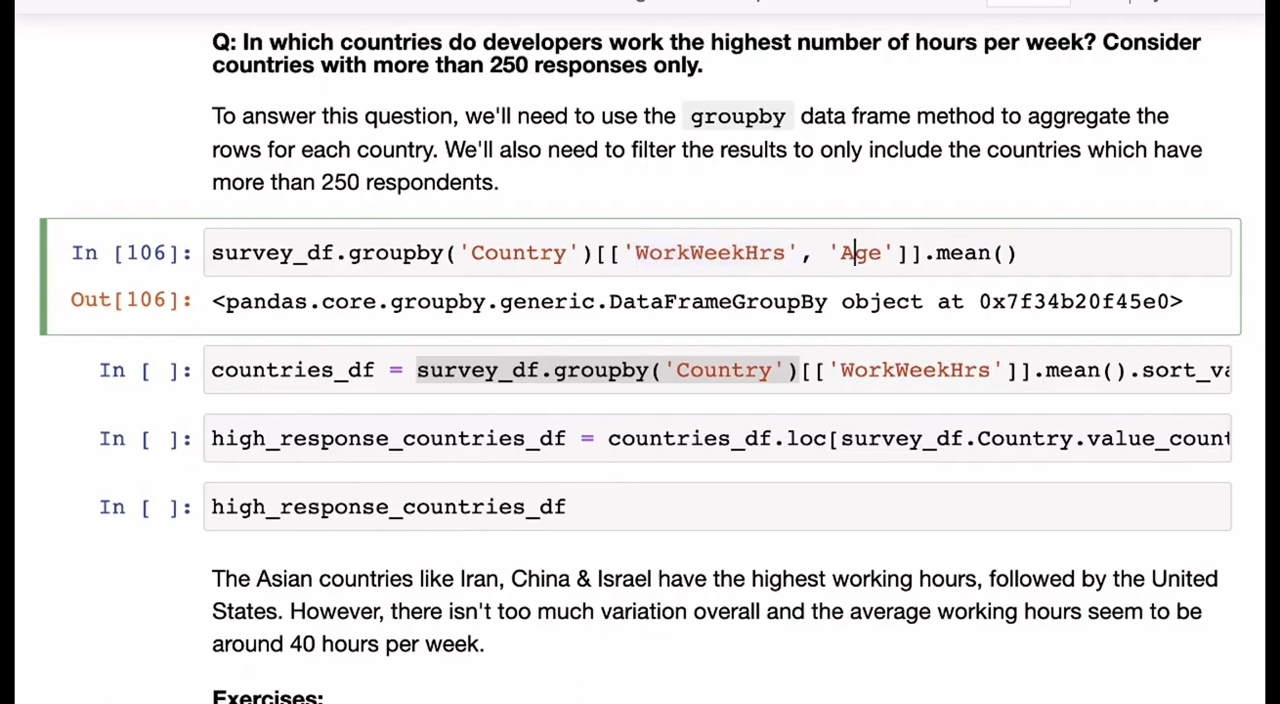 Q: In which countries do developers work the highest number of hours per week? Consider
countries with more than 250 responses only.
To answer this question, we'll need to use the groupby data frame method to aggregate the
rows for each country. We'll also need to filter the results to only include the countries which have
more than 250 respondents.
In [106]: survey_df.groupby('Country')[['WorkWeekHrs', 'Age']].mean()
Out[106]: <pandas.core.groupby.generic.DataFrameGroupBy object at 0x7f34b20f45e0>
In [ ]: countries_df = survey_df.groupby('Country')[['WorkWeekHrs']].mean().sort_va
In [ ]: high_response_countries_df = countries_df.loc[survey_df.Country.value_count
In [ ]: high_response_countries_df
The Asian countries like Iran, China & Israel have the highest working hours, followed by the United
States. However, there isn't too much variation overall and the average working hours seem to be
around 40 hours per week.
Exercises: